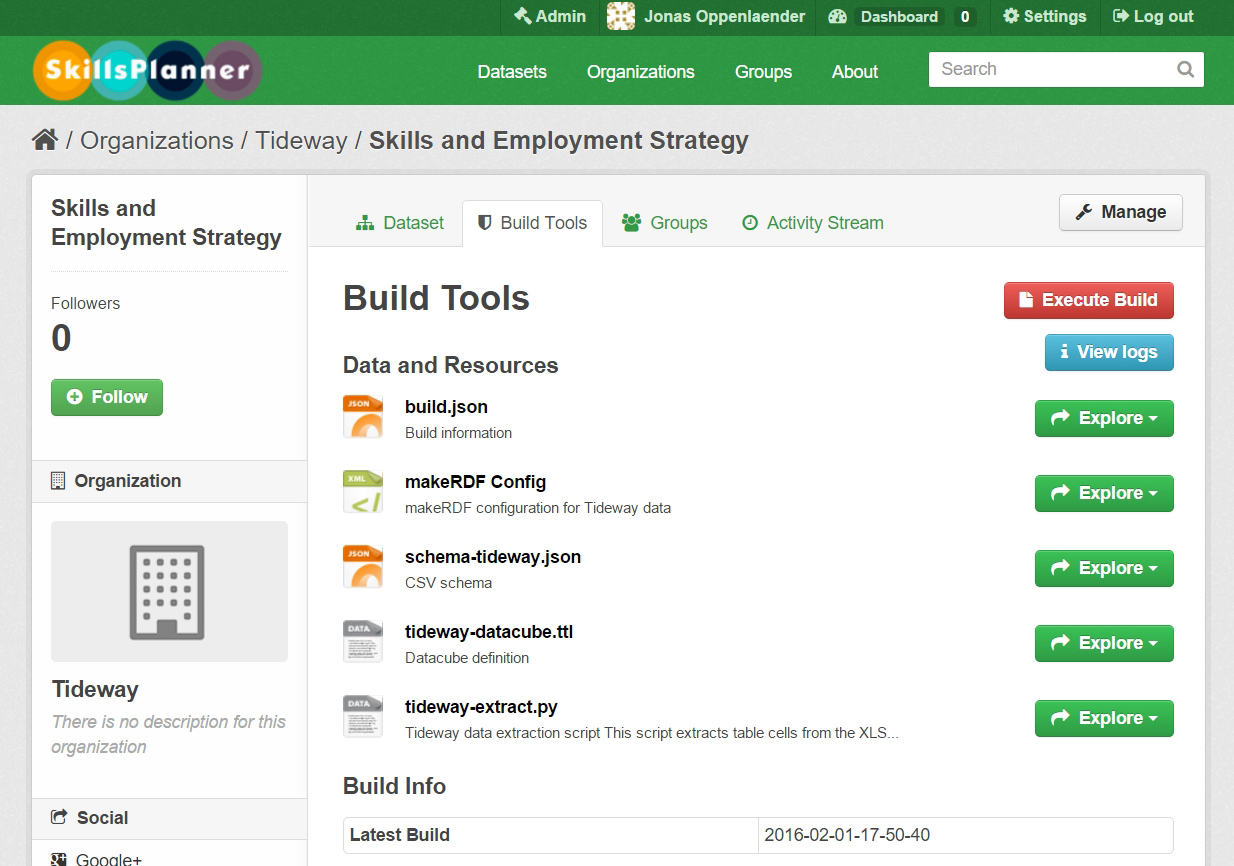 Admin Jonas Oppenlaender Dashboard 0 Settings Log out
SkillsPlanner Datasets Organizations Groups About Search
/ Organizations / Tideway / Skills and Employment Strategy
Skills and
Employment Strategy
Followers
0
Follow
Organization
Tideway
There is no description for this
organization
Social
Google+
Dataset Build Tools Groups Activity Stream Manage
Build Tools
Execute Build
View logs
Data and Resources
JSON build.json Explore
Build information
XML makeRDF Config Explore
makeRDF configuration for Tideway data
JSON schema-tideway.json Explore
CSV schema
DATA tideway-datacube.ttl Explore
Datacube definition
DATA tideway-extract.py Explore
Tideway data extraction script This script extracts table cells from the XLS...
Build Info
Latest Build 2016-02-01-17-50-40